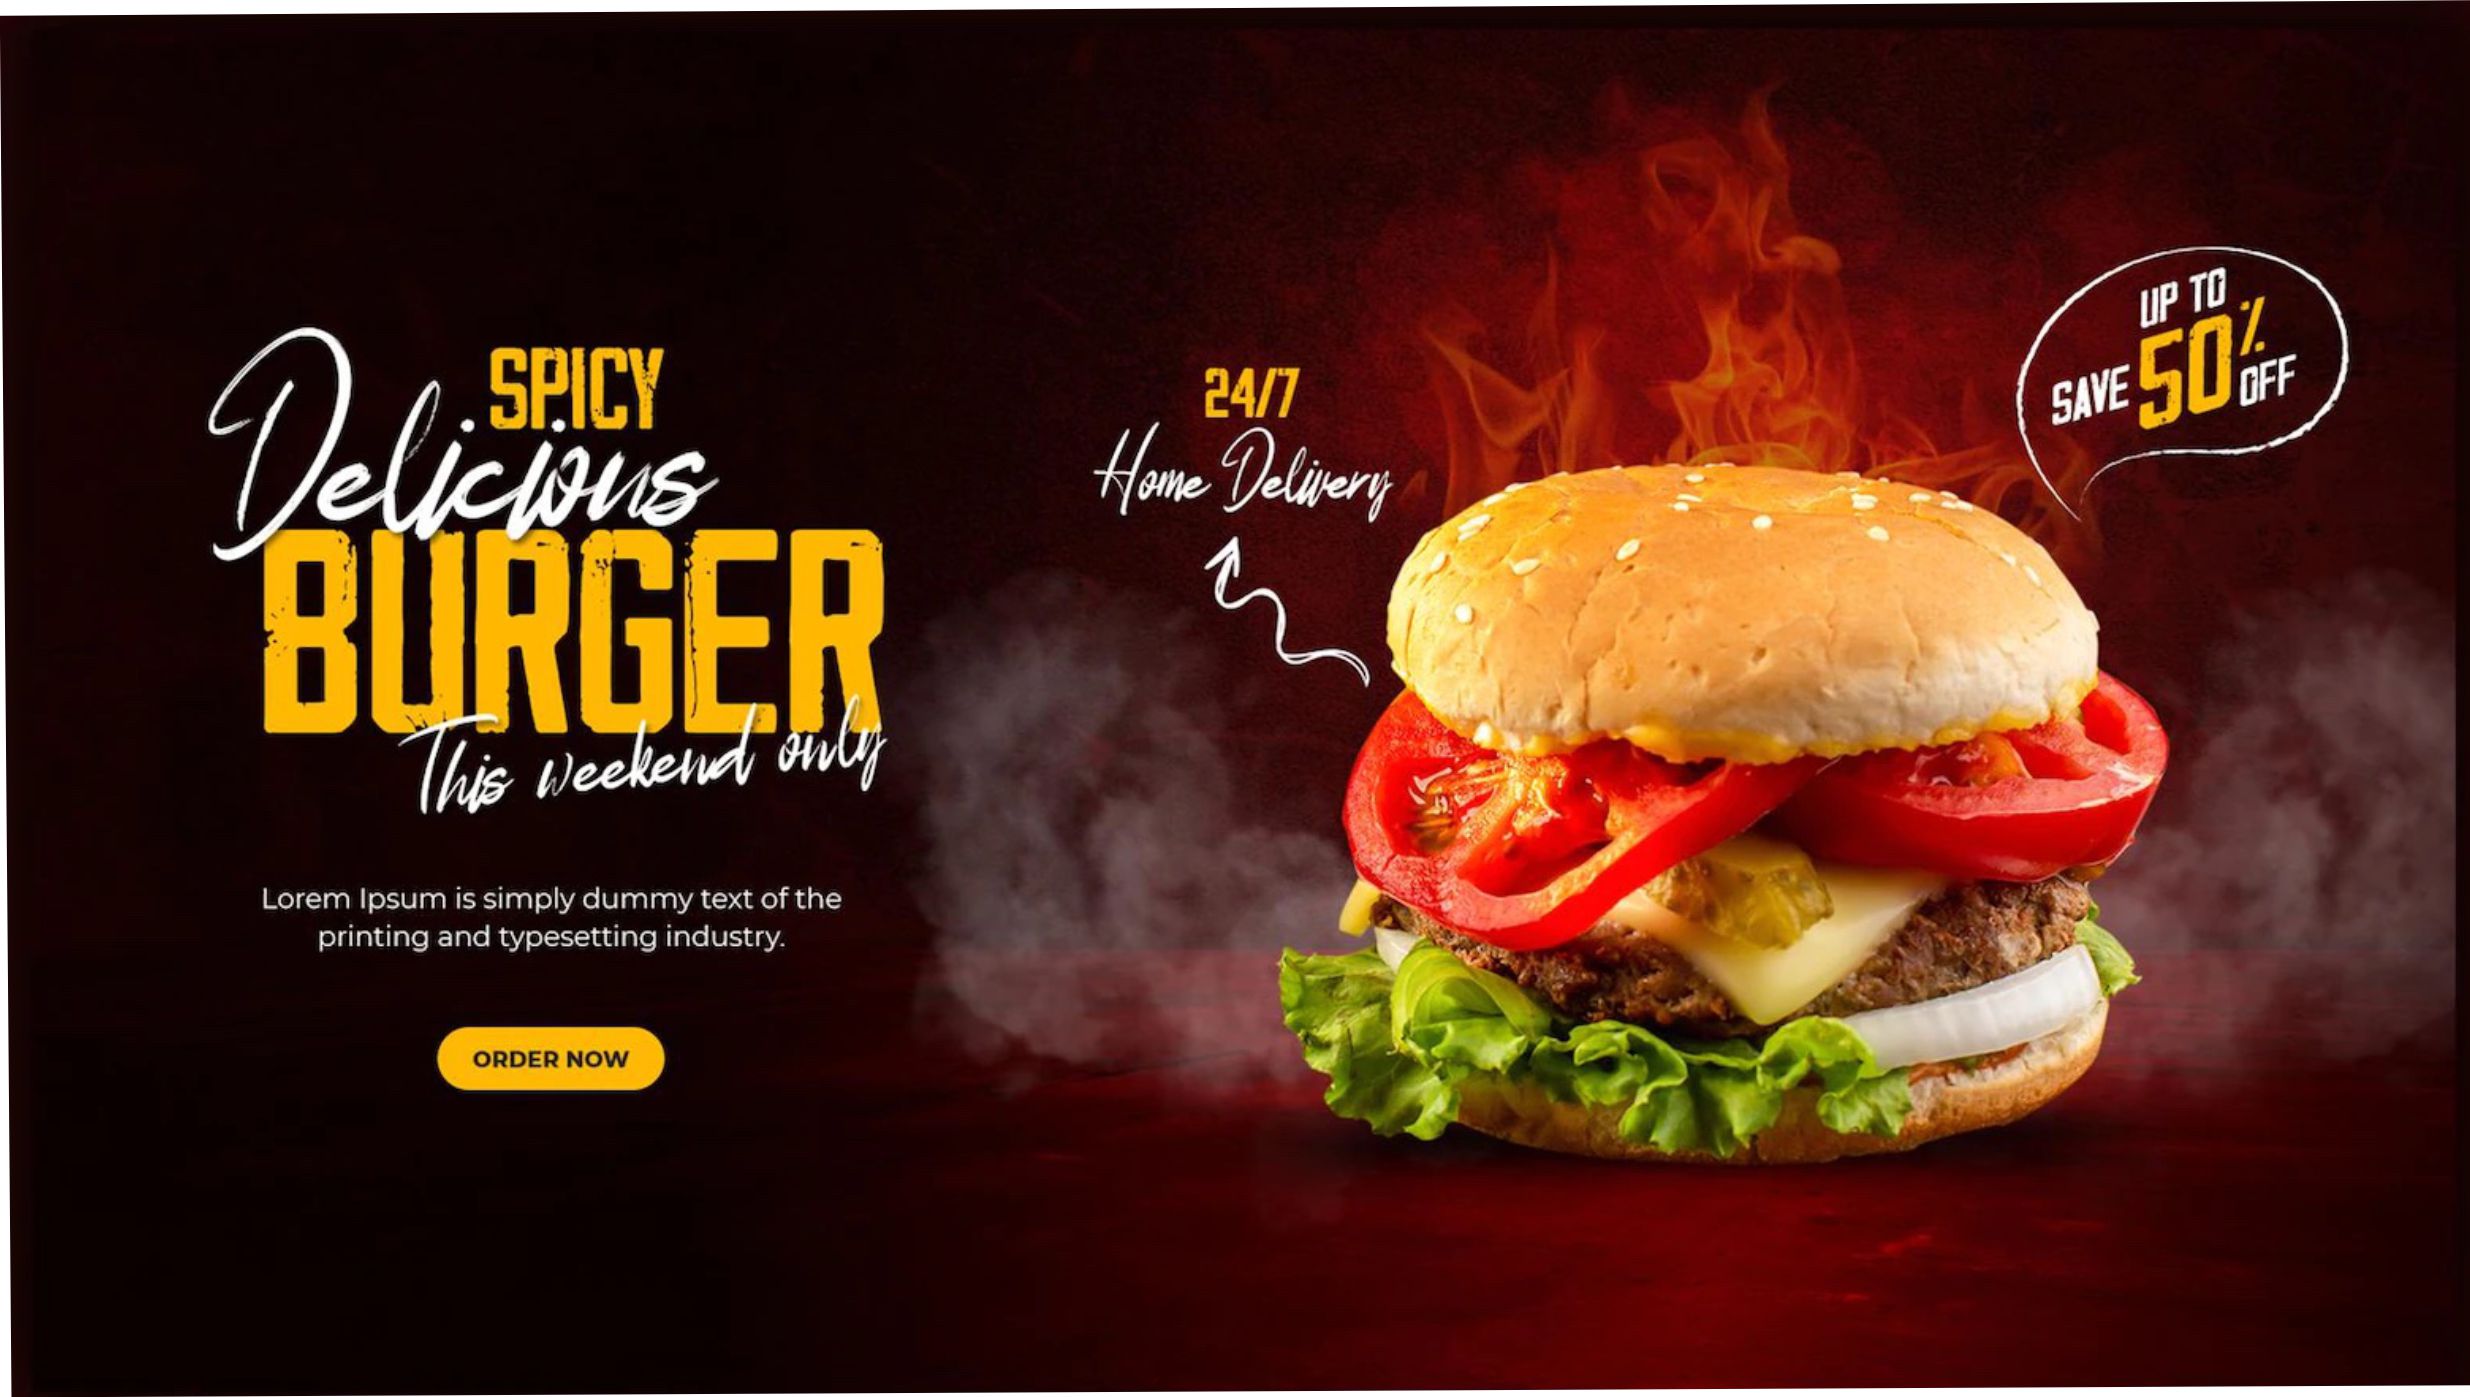 SPICY
Delicious
BURGER
This weekend only
Lorem Ipsum is simply dummy text of the
printing and typesetting industry.
ORDER NOW
24/7
Home Delivery
UP TO
SAVE 50% OFF